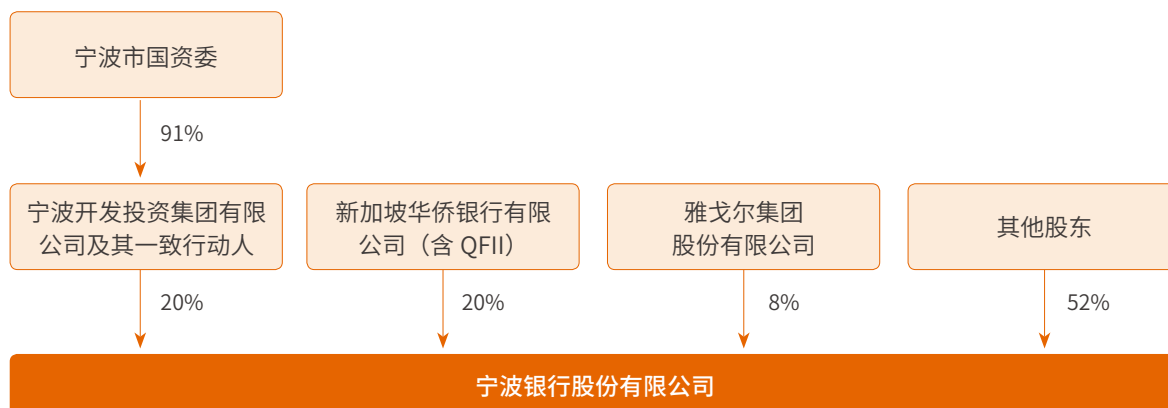 宁波市国资委
91%
宁波开发投资集团有限
公司及其一致行动人
新加坡华侨银行有限
公司（含 QFII）
雅戈尔集团
股份有限公司
其他股东
20%
20%
8%
52%
宁波银行股份有限公司